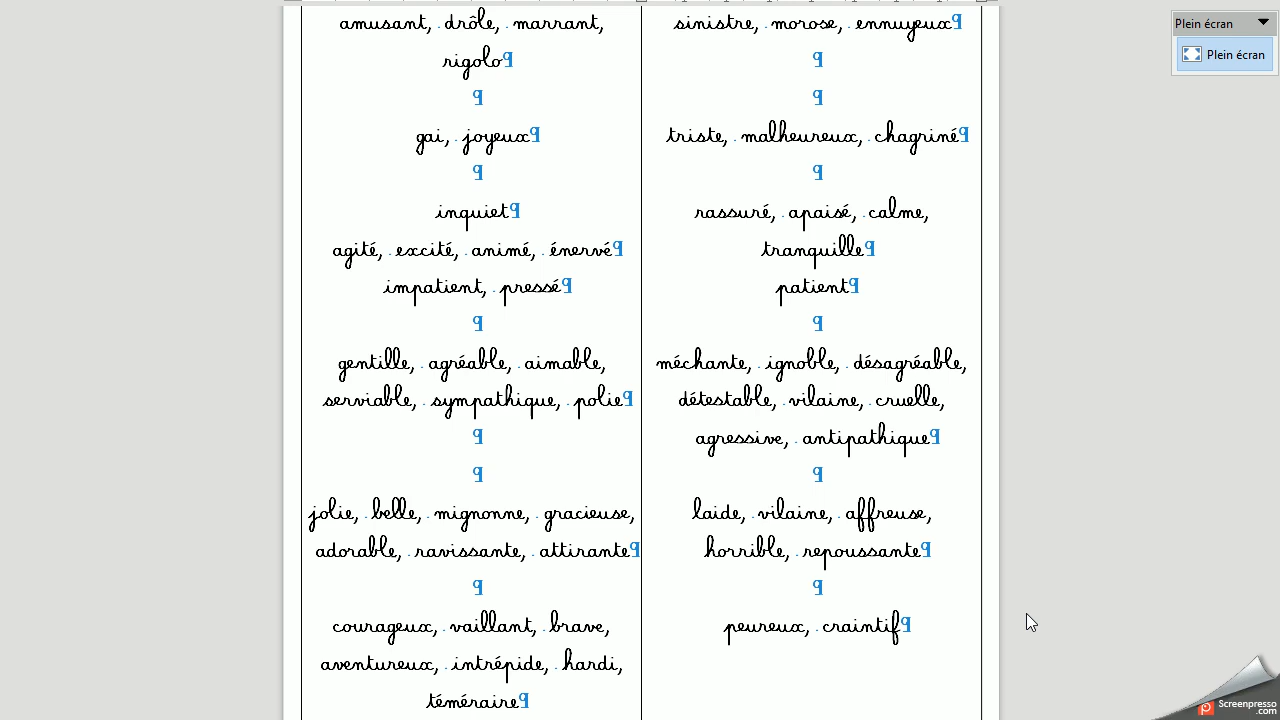 amusant, drôle, marrant,
rigolo¶
¶
gai, joyeux¶
¶
inquiet¶
agité, excité, animé, énervé¶
impatient, pressé¶
¶
gentille, agréable, aimable,
serviable, sympathique, polie¶
¶
¶
jolie, belle, mignonne, gracieuse,
adorable, ravissante, attirante¶
¶
courageux, vaillant, brave,
aventureux, intrépide, hardi,
téméraire¶
sinistre, morose, ennuyeux¶
¶
¶
triste, malheureux, chagriné¶
¶
rassuré, apaisé, calme,
tranquille¶
patient¶
¶
méchante, ignoble, désagréable,
détestable, vilaine, cruelle,
agressive, antipathique¶
¶
laide, vilaine, affreuse,
horrible, repoussante¶
¶
peureux, craintif¶
Plein écran
Plein écran
Screenpresso
.com